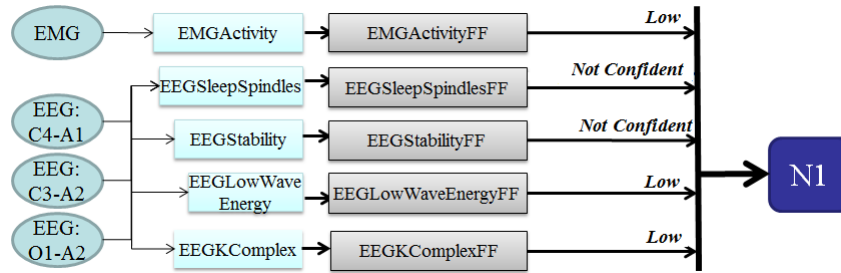 EMG
EMGActivity
EMGActivityFF
Low
EEGSleepSpindles
EEGSleepSpindlesFF
Not Confident
EEG:
C4-A1
EEGStability
EEGStabilityFF
Not Confident
EEG:
C3-A2
EEGLowWave
Energy
EEGLowWaveEnergyFF
Low
N1
EEG:
O1-A2
EEGKComplex
EEGKComplexFF
Low